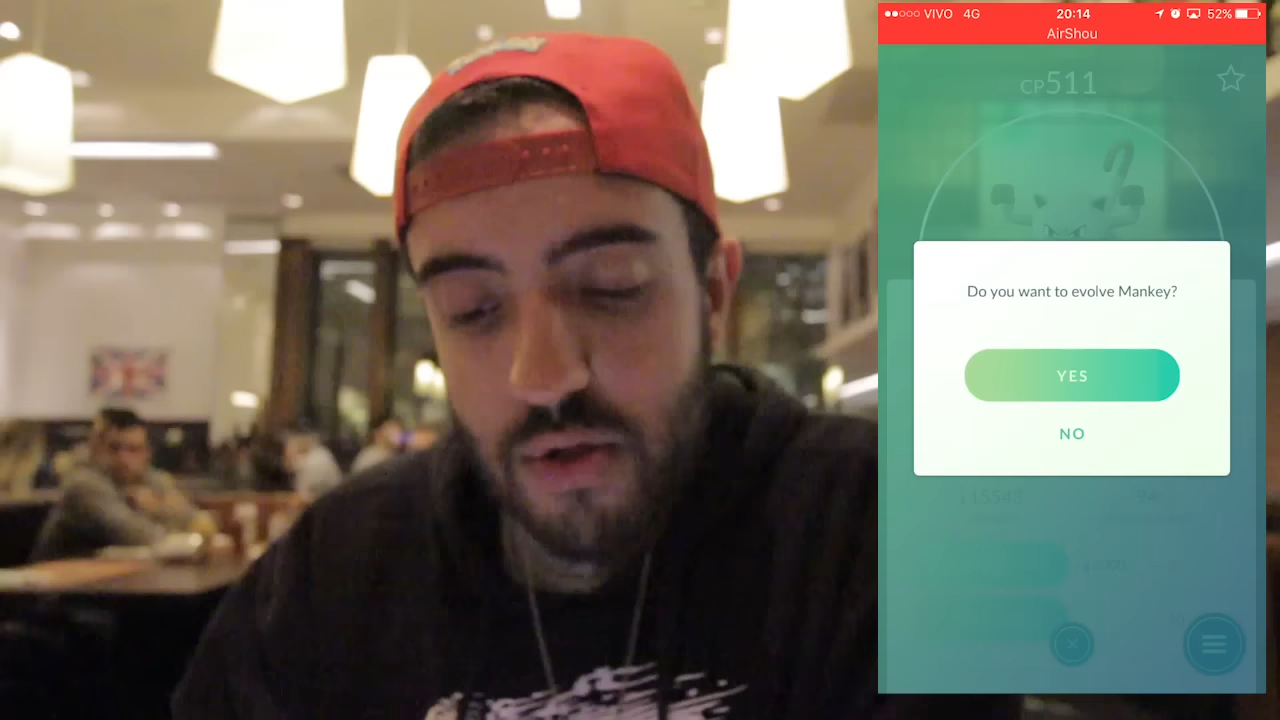 VIVO 4G 20:14 52%
AirShou
CP511
Do you want to evolve Mankey?
YES
NO